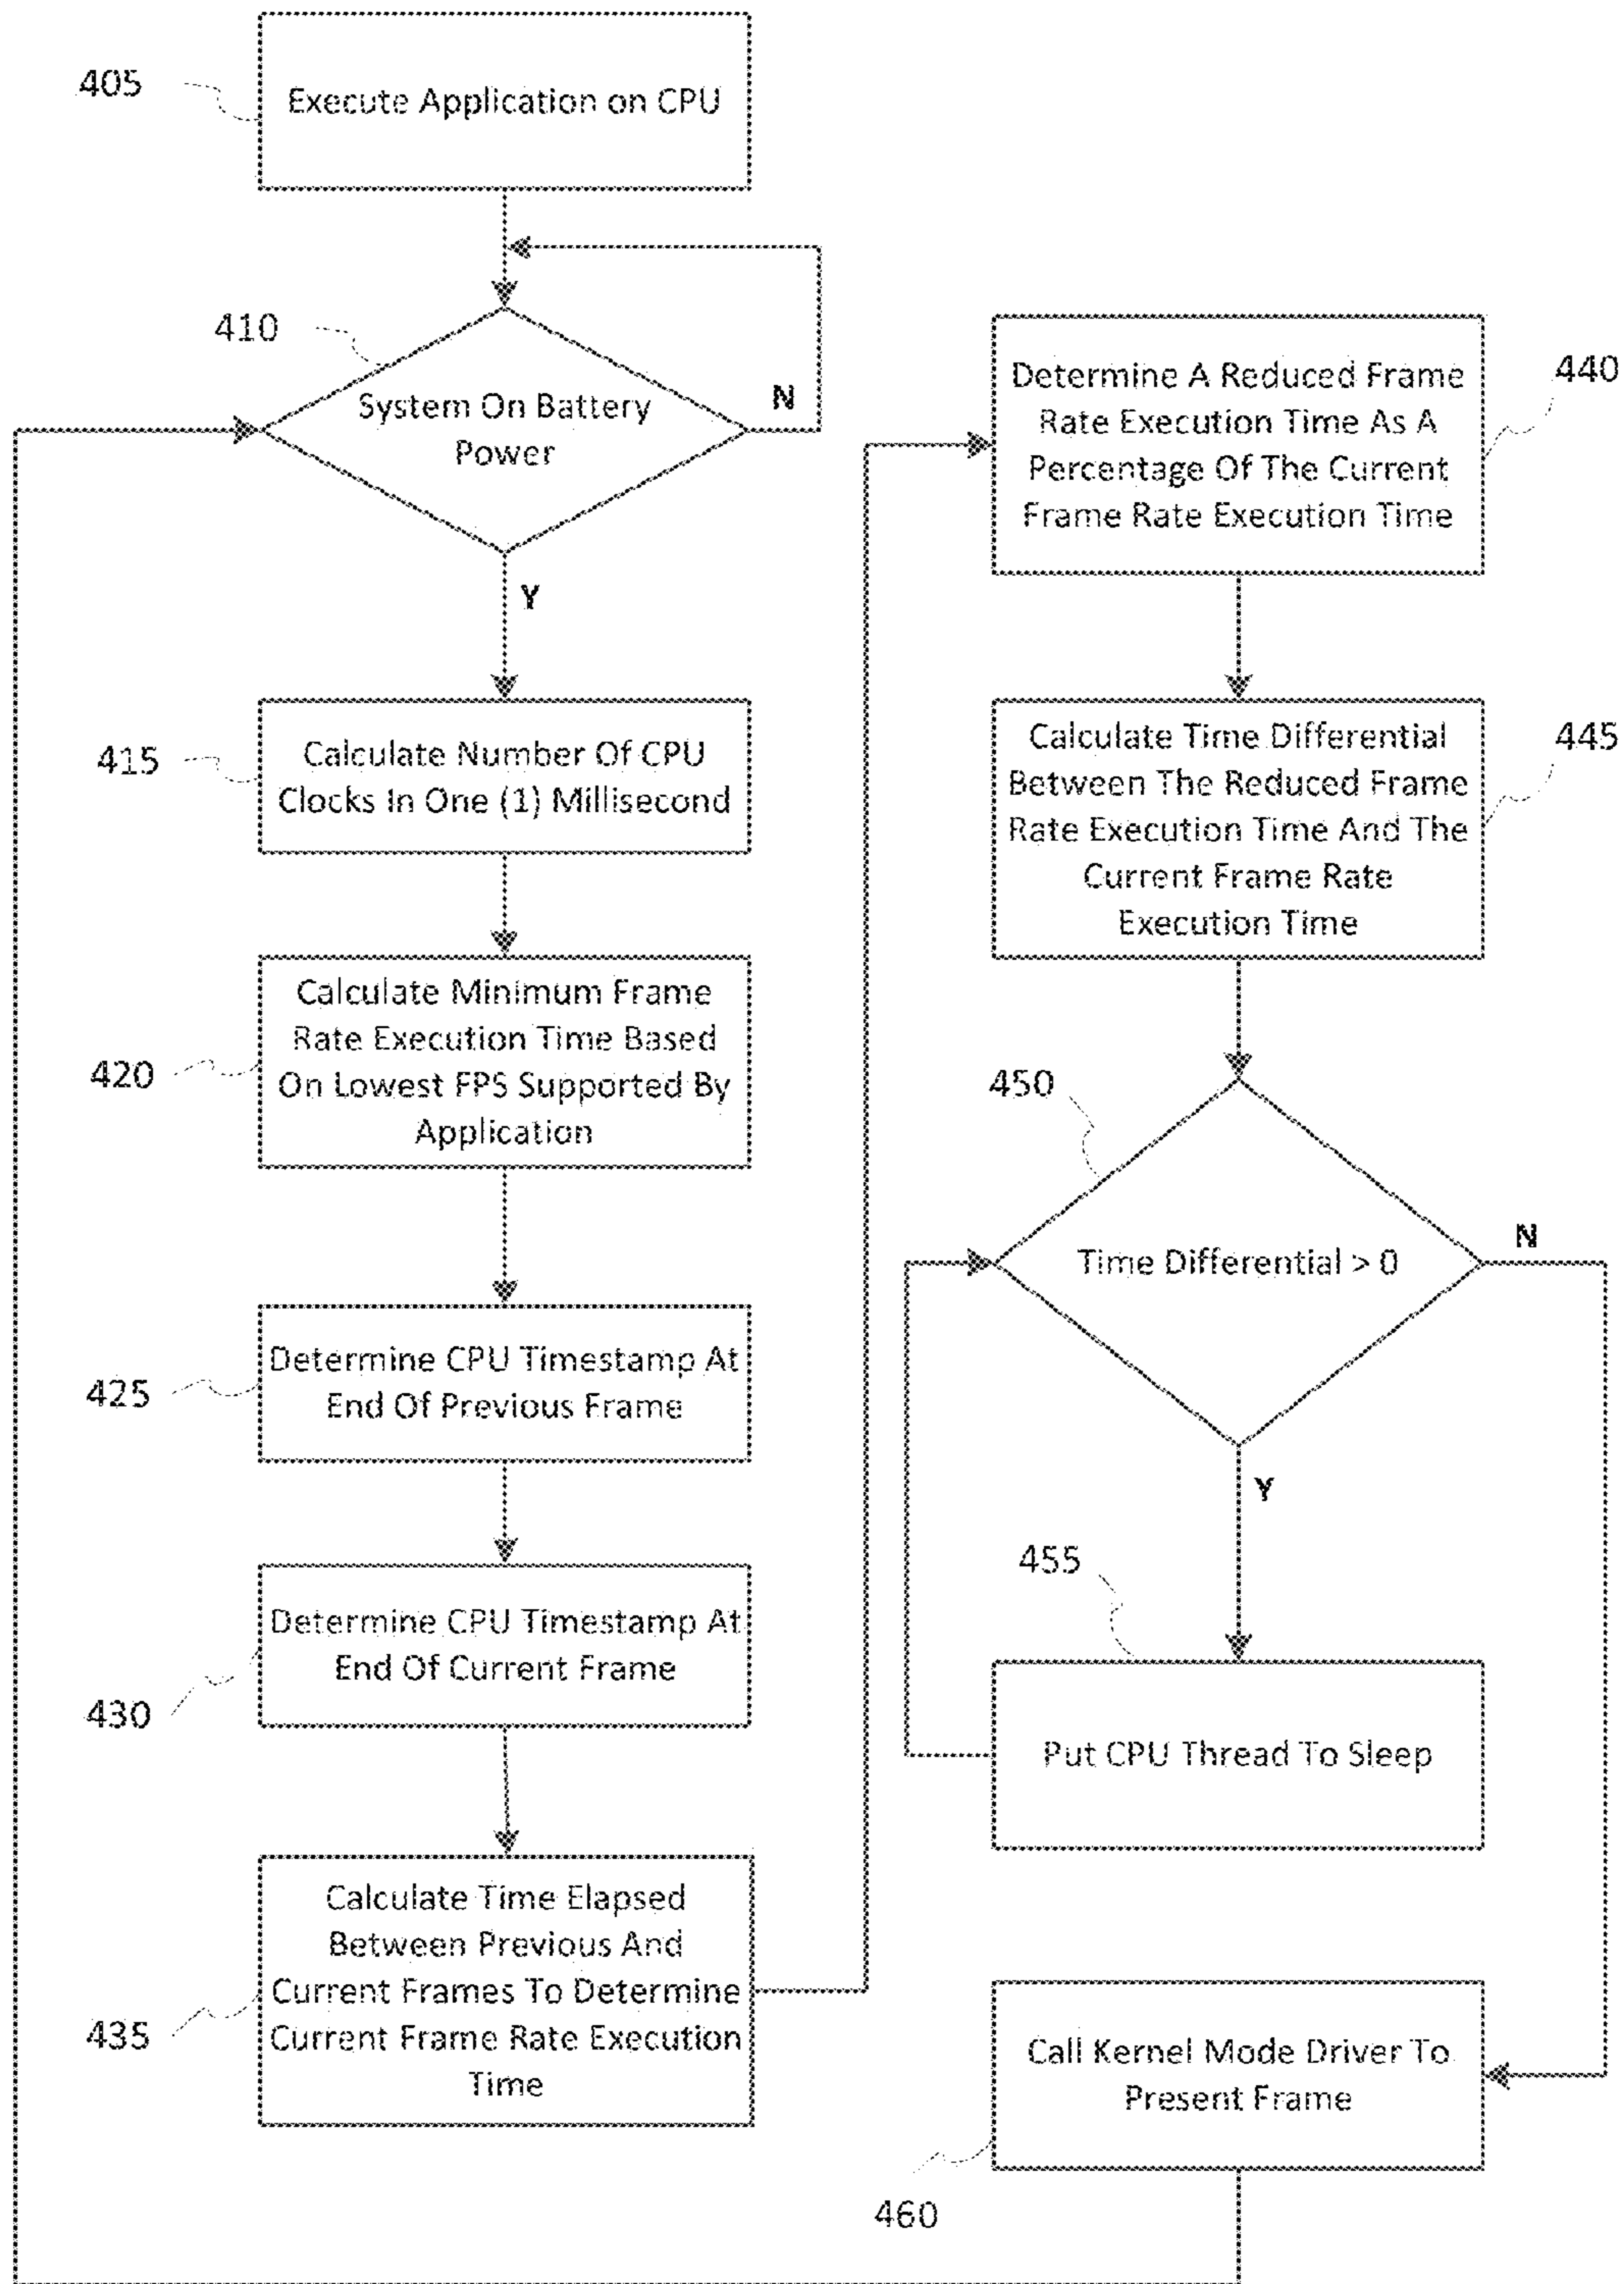 405
Execute Application on CPU
410
System On Battery
Power
N
Y
415
Calculate Number Of CPU
Clocks In One (1) Millisecond
420
Calculate Minimum Frame
Rate Execution Time Based
On Lowest FPS Supported By
Application
425
Determine CPU Timestamp At
End Of Previous Frame
430
Determine CPU Timestamp At
End Of Current Frame
435
Calculate Time Elapsed
Between Previous And
Current Frames To Determine
Current Frame Rate Execution
Time
440
Determine A Reduced Frame
Rate Execution Time As A
Percentage Of The Current
Frame Rate Execution Time
445
Calculate Time Differential
Between The Reduced Frame
Rate Execution Time And The
Current Frame Rate
Execution Time
450
Time Differential > 0
N
Y
455
Put CPU Thread To Sleep
Call Kernel Mode Driver To
Present Frame
460